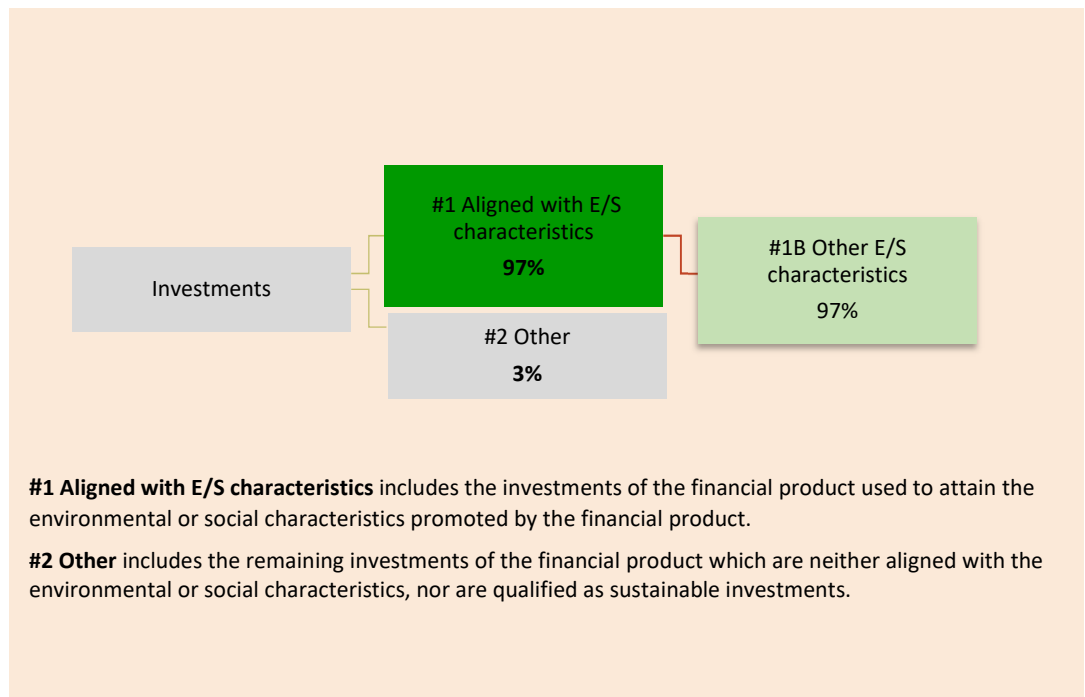 #1 Aligned with E/S
characteristics
97%
#1B Other E/S
characteristics
97%
Investments
#2 Other
3%
#1 Aligned with E/S characteristics includes the investments of the financial product used to attain the
environmental or social characteristics promoted by the financial product.
#2 Other includes the remaining investments of the financial product which are neither aligned with the
environmental or social characteristics, nor are qualified as sustainable investments.